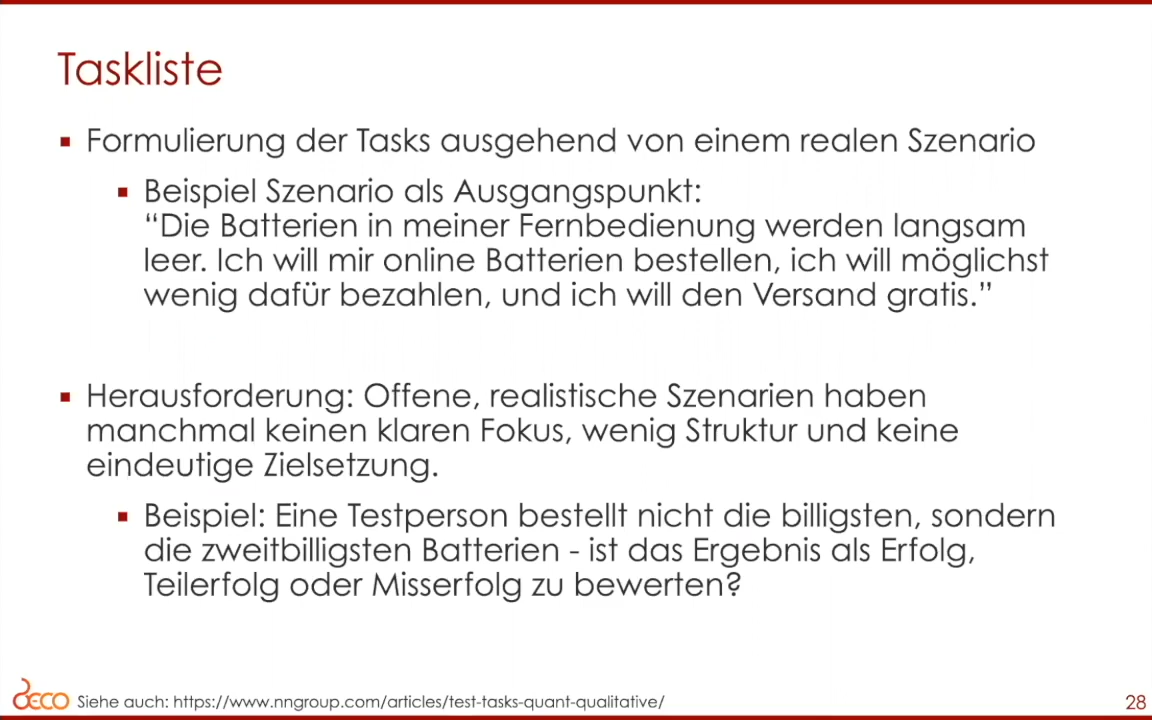 Taskliste
Formulierung der Tasks ausgehend von einem realen Szenario
Beispiel Szenario als Ausgangspunkt:
“Die Batterien in meiner Fernbedienung werden langsam
leer. Ich will mir online Batterien bestellen, ich will möglichst
wenig dafür bezahlen, und ich will den Versand gratis.”
Herausforderung: Offene, realistische Szenarien haben
manchmal keinen klaren Fokus, wenig Struktur und keine
eindeutige Zielsetzung.
Beispiel: Eine Testperson bestellt nicht die billigsten, sondern
die zweitbilligsten Batterien - ist das Ergebnis als Erfolg,
Teilerfolg oder Misserfolg zu bewerten?
DECO Siehe auch: https://www.nngroup.com/articles/test-tasks-quant-qualitative/
28